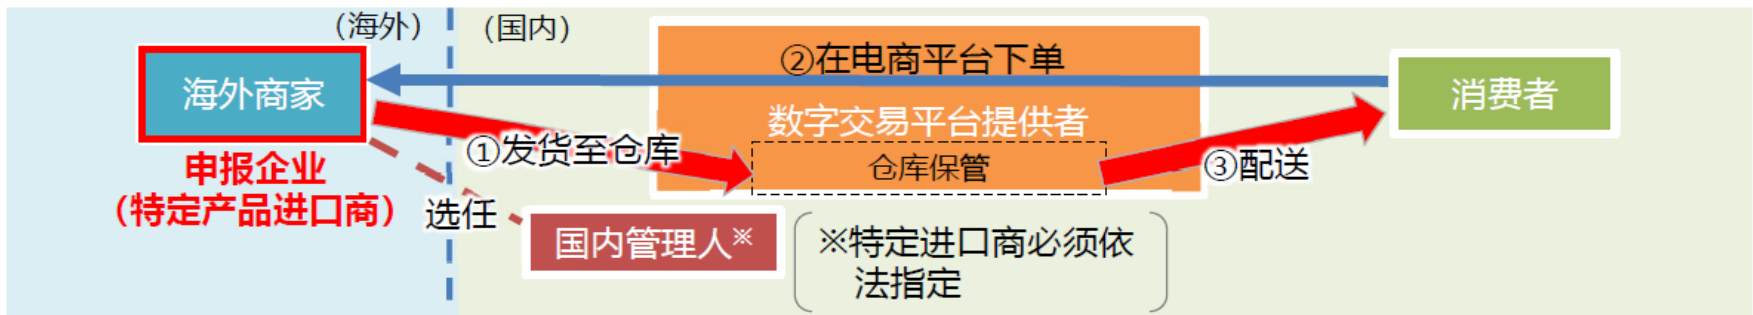 （海外）
（国内）
②在电商平台下单
海外商家
消费者
数字交易平台提供者
①发货至仓库
仓库保管
③配送
申报企业
（特定产品进口商）
选任
国内管理人※
※特定进口商必须依
法指定